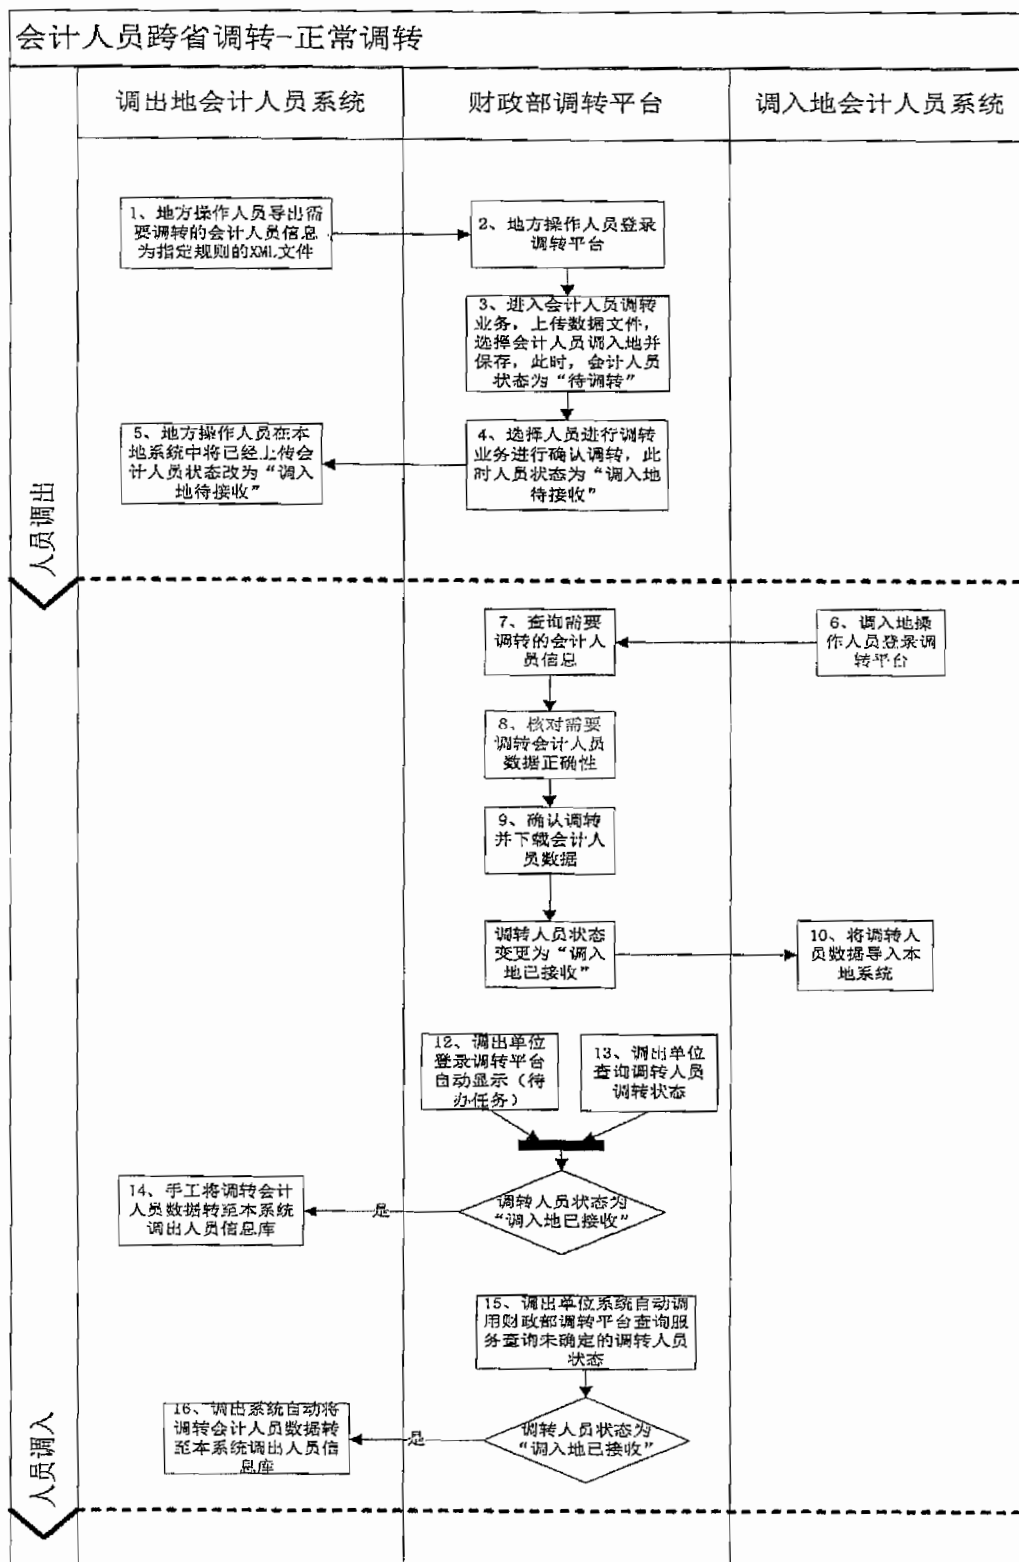 会计人员跨省调转-正常调转
调出地会计人员系统
财政部调转平台
调入地会计人员系统
人员调出
1、地方操作人员导出需
要调转的会计人员信息
为指定规则的XML文件
2、地方操作人员登录
调转平台
3、进入会计人员调转
业务，上传数据文件，
选择会计人员调入地并
保存，此时，会计人员
状态为“待调转”
4、选择人员进行调转
业务进行确认调转，此
时人员状态为“调入地
待接收”
5、地方操作人员在本
地系统中将已经上传会
计人员状态改为“调入
地待接收”
人员调入
6、调入地操
作人员登录调
转平台
7、查询需要
调转的会计人
员信息
8、核对需要
调转会计人员
数据正确性
9、确认调转
并下载会计人
员数据
调转人员状态
变更为“调入
地已接收”
10、将调转人
员数据导入本
地系统
12、调出单位
登录调转平台
自动显示（待
办任务）
13、调出单位
查询调转人员
调转状态
调转人员状态为
“调入地已接收”
是
14、手工将调转会计
人员数据转至本系统
调出人员信息库
15、调出单位系统自动调
用财政部调转平台查询服
务查询未确定的调转人员
状态
调转人员状态为
“调入地已接收”
是
16、调出系统自动将
调转会计人员数据转
至本系统调出人员信
息库